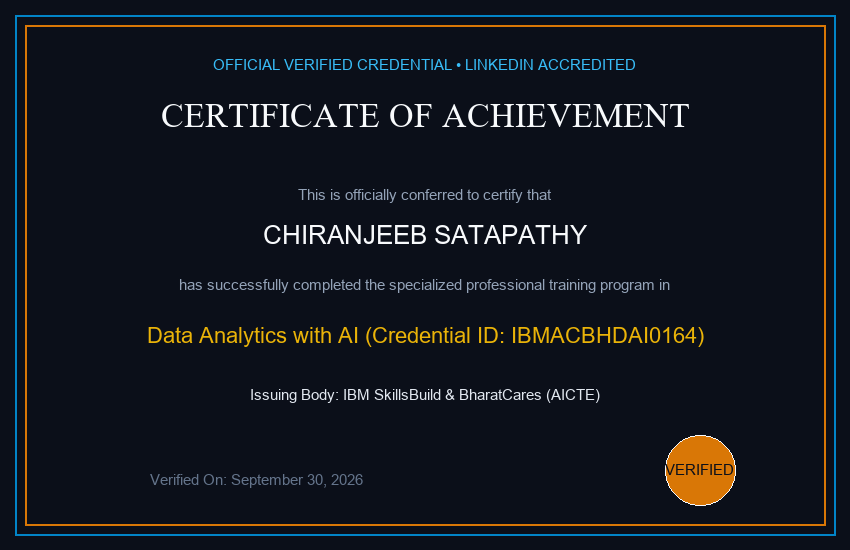 OFFICIAL VERIFIED CREDENTIAL • LINKEDIN ACCREDITED
CERTIFICATE OF ACHIEVEMENT
This is officially conferred to certify that
CHIRANJEEB SATAPATHY
has successfully completed the specialized professional training program in
Data Analytics with AI (Credential ID: IBMACBHDAI0164)
Issuing Body: IBM SkillsBuild & BharatCares (AICTE)
Verified On: September 30, 2026
VERIFIED